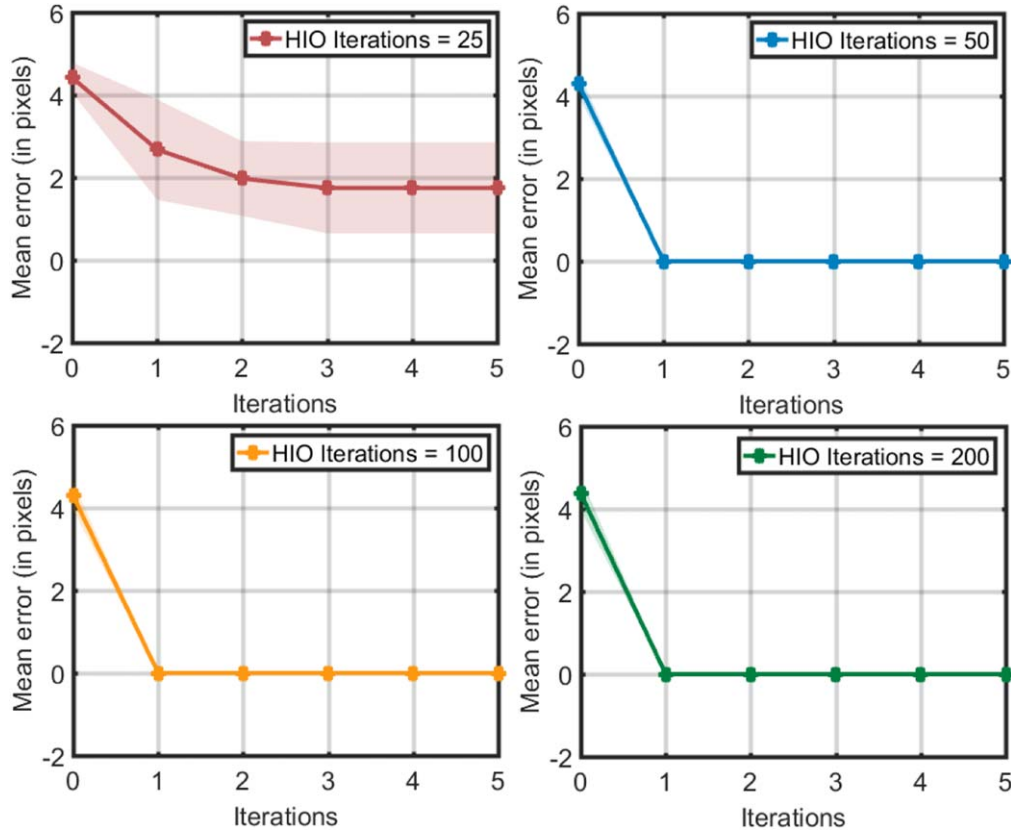 HIO Iterations = 25
6
4
2
0
-2
Mean error (in pixels)
0 1 2 3 4 5
Iterations
HIO Iterations = 50
6
4
2
0
-2
Mean error (in pixels)
0 1 2 3 4 5
Iterations
HIO Iterations = 100
6
4
2
0
-2
Mean error (in pixels)
0 1 2 3 4 5
Iterations
HIO Iterations = 200
6
4
2
0
-2
Mean error (in pixels)
0 1 2 3 4 5
Iterations